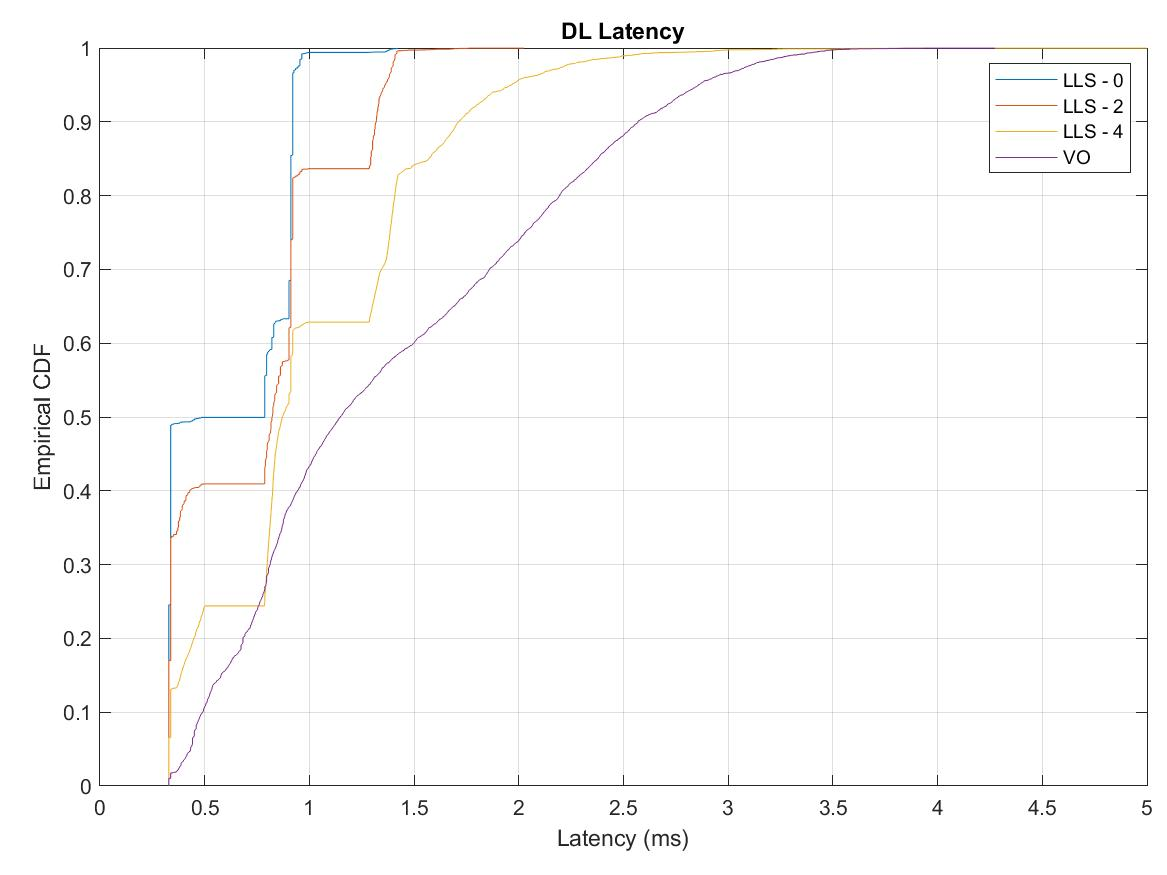 DL Latency
1
0.9
0.8
0.7
0.6
0.5
0.4
0.3
0.2
0.1
0
Empirical CDF
LLS - 0
LLS - 2
LLS - 4
VO
0 0.5 1 1.5 2 2.5 3 3.5 4 4.5 5
Latency (ms)